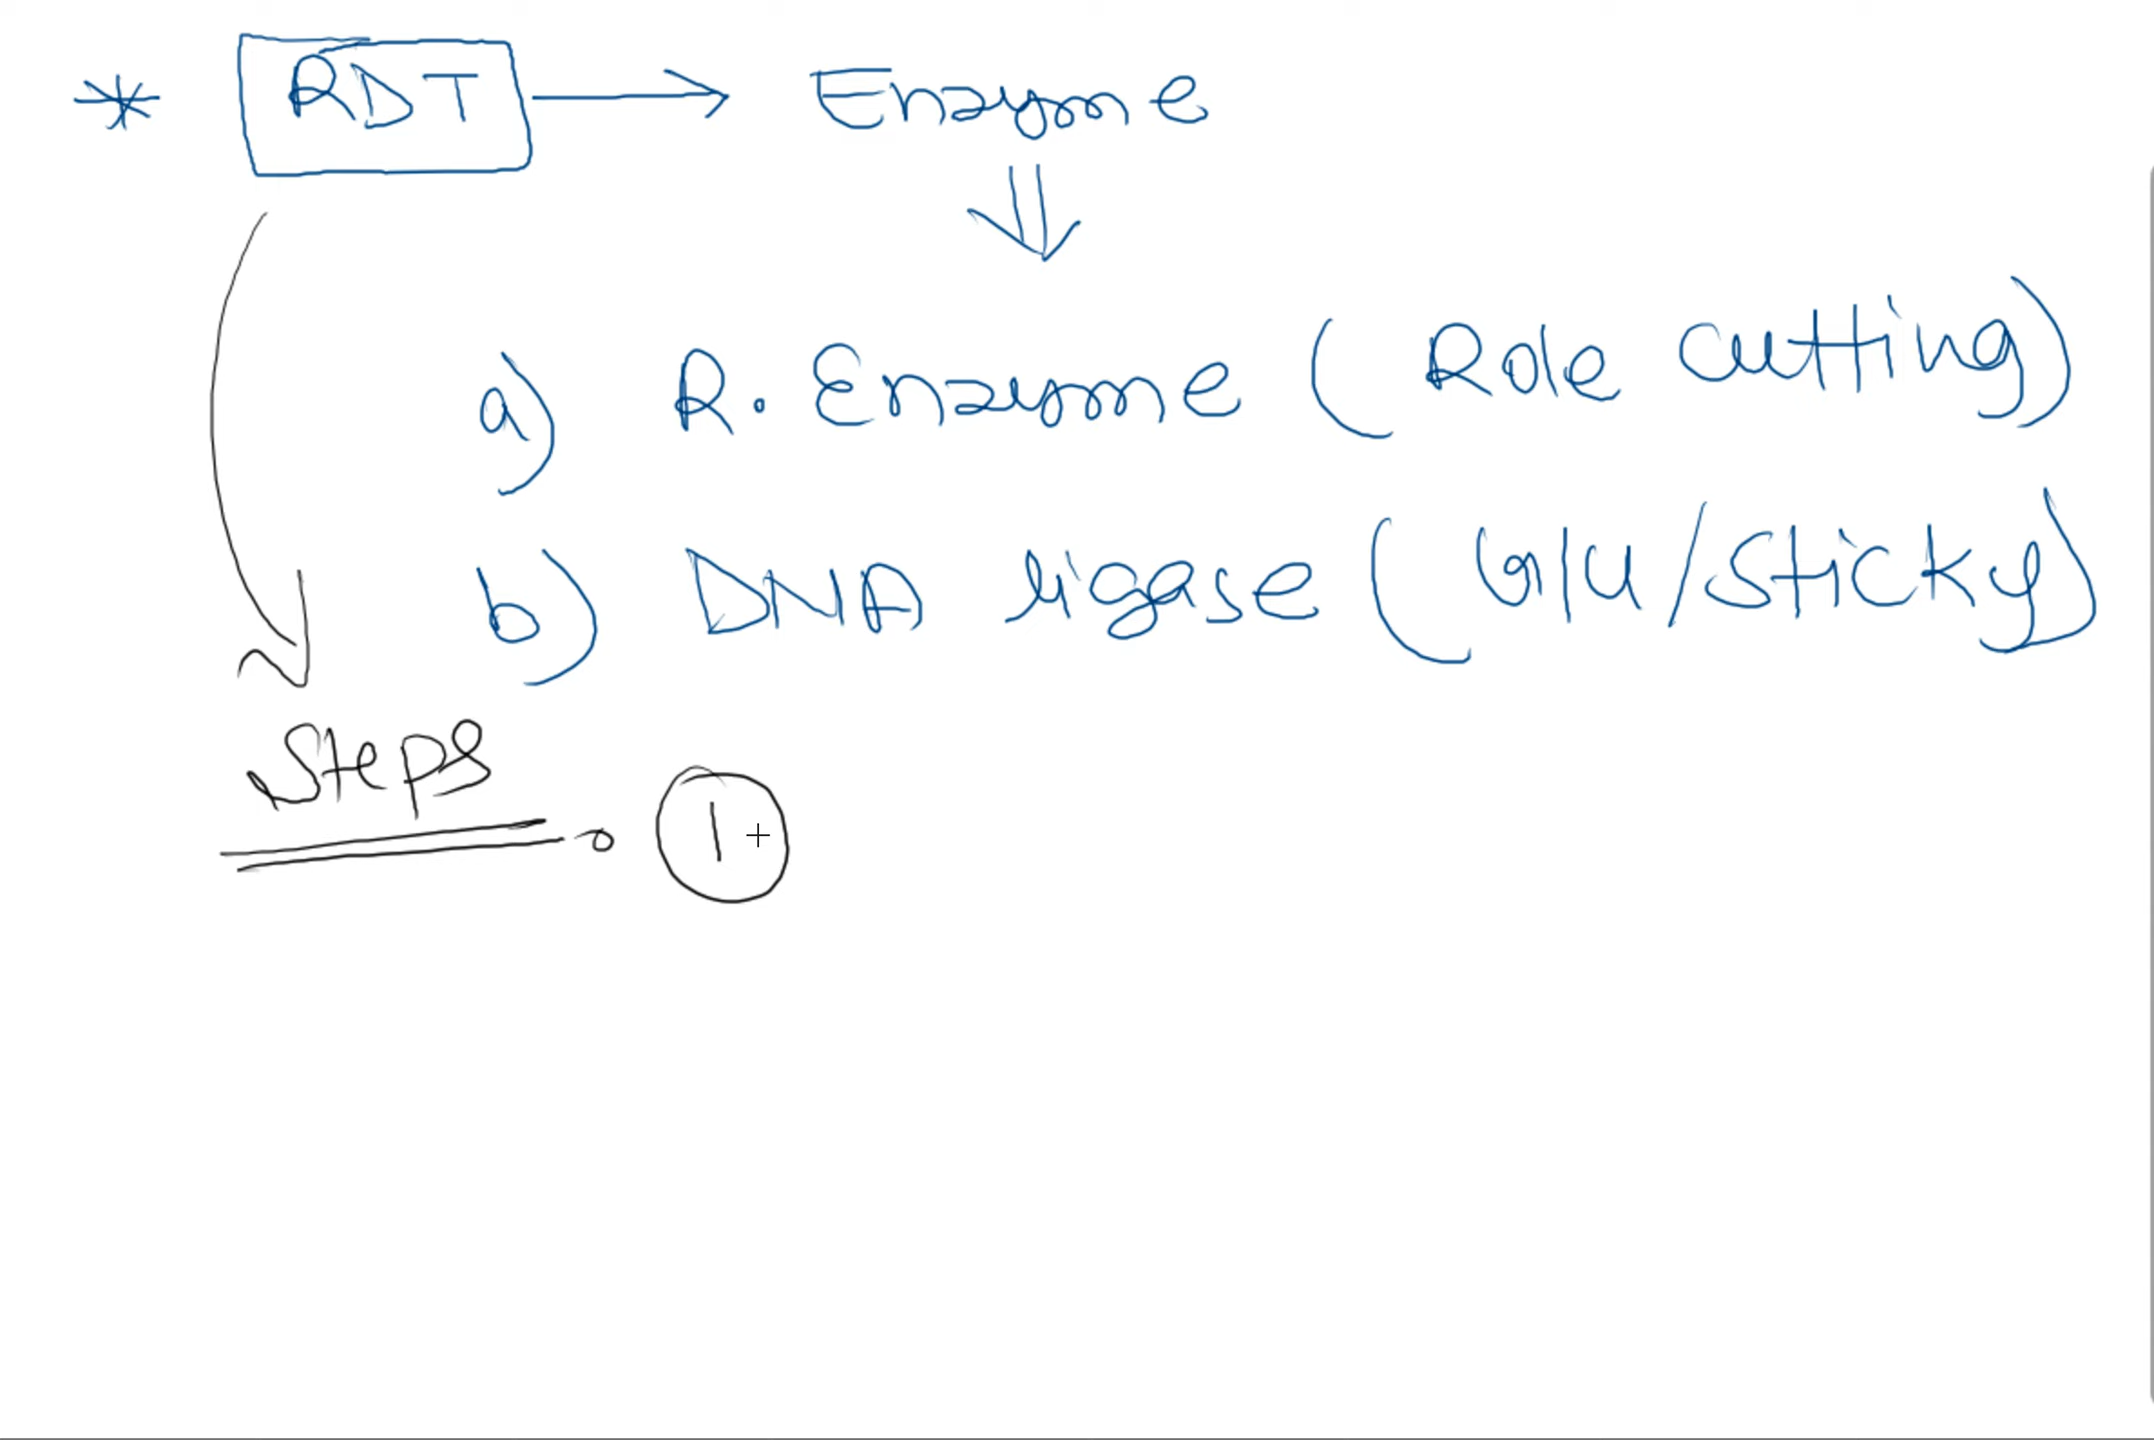 * RDT → Enzyme
⇓
a) R. Enzyme ( Role cutting)
b) DNA ligase ( Glu/sticky)
Steps
1